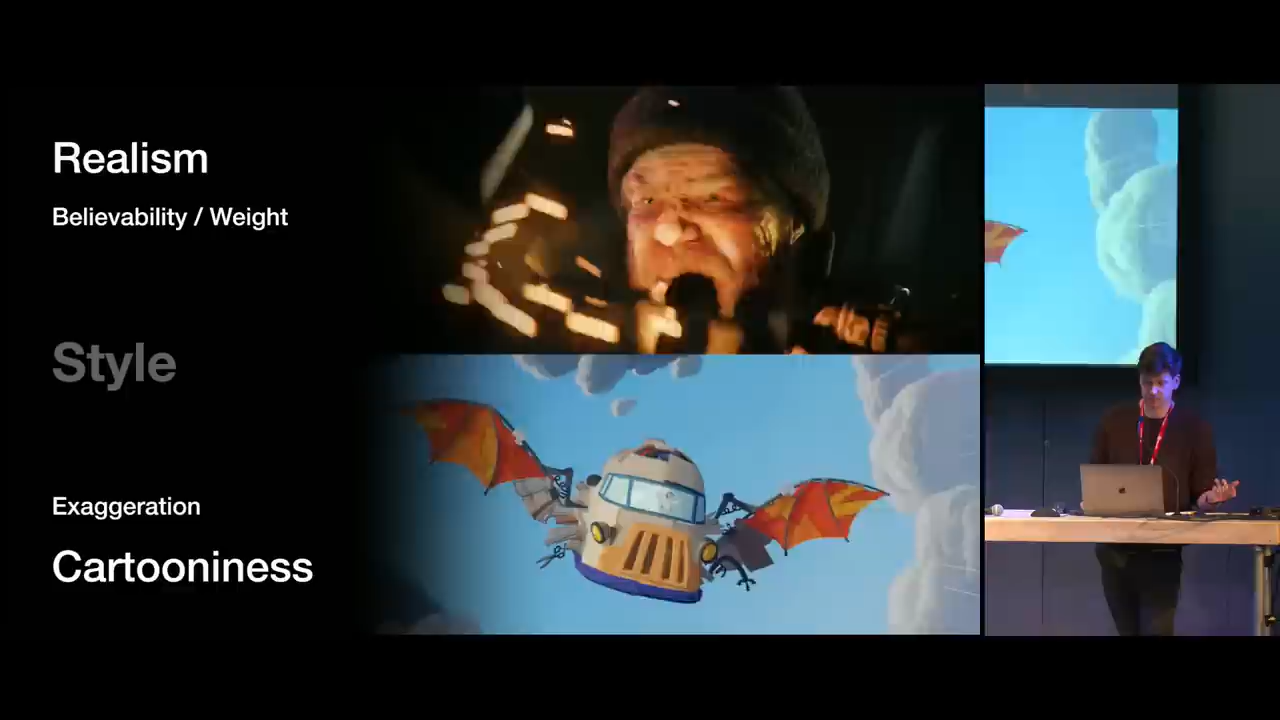 Realism
Believability / Weight
Style
Exaggeration
Cartooniness